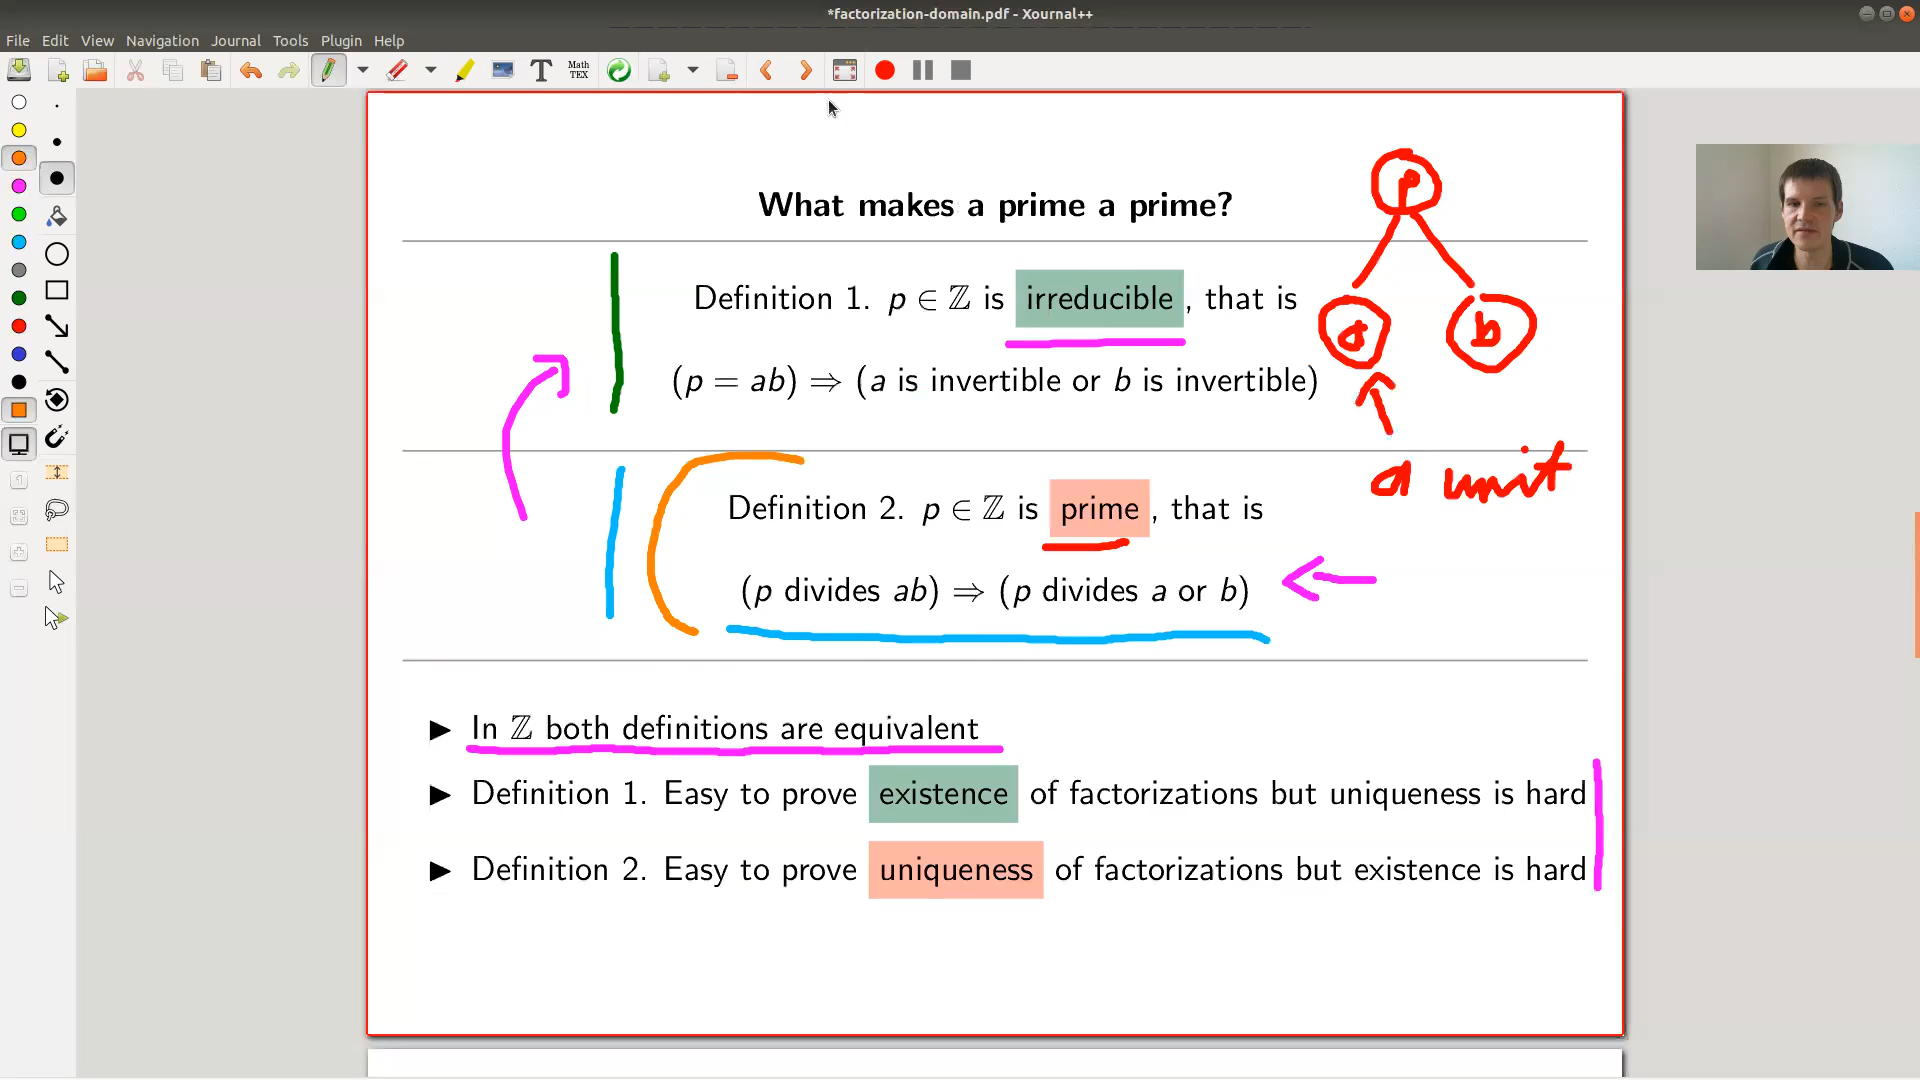 *factorization-domain.pdf - Xournal++
File Edit View Navigation Journal Tools Plugin Help
Math
TEX
What makes a prime a prime?
p
Definition 1. p ∈ ℤ is irreducible, that is
a b
(p = ab) ⇒ (a is invertible or b is invertible)
a unit
Definition 2. p ∈ ℤ is prime, that is
(p divides ab) ⇒ (p divides a or b)
▶ In ℤ both definitions are equivalent
▶ Definition 1. Easy to prove existence of factorizations but uniqueness is hard
▶ Definition 2. Easy to prove uniqueness of factorizations but existence is hard